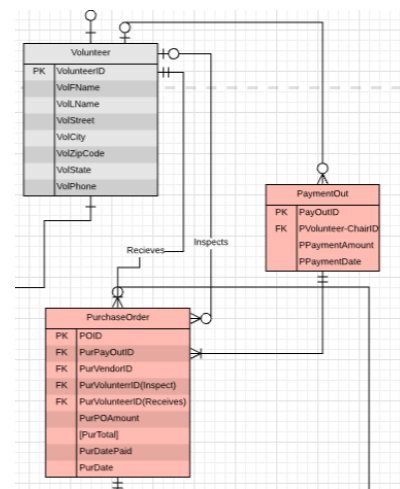 Volunteer
PK VolunteerID
VolFName
VolLName
VolStreet
VolCity
VolZipCode
VolState
VolPhone
PaymentOut
PK PayOutID
FK PVolunteer-ChairID
PPaymentAmount
PPaymentDate
Recieves
Inspects
PurchaseOrder
PK POID
FK PurPayOutID
FK PurVendorID
FK PurVolunterrID(Inspect)
FK PurVolunteerID(Receives)
PurPOAmount
[PurTotal]
PurDatePaid
PurDate